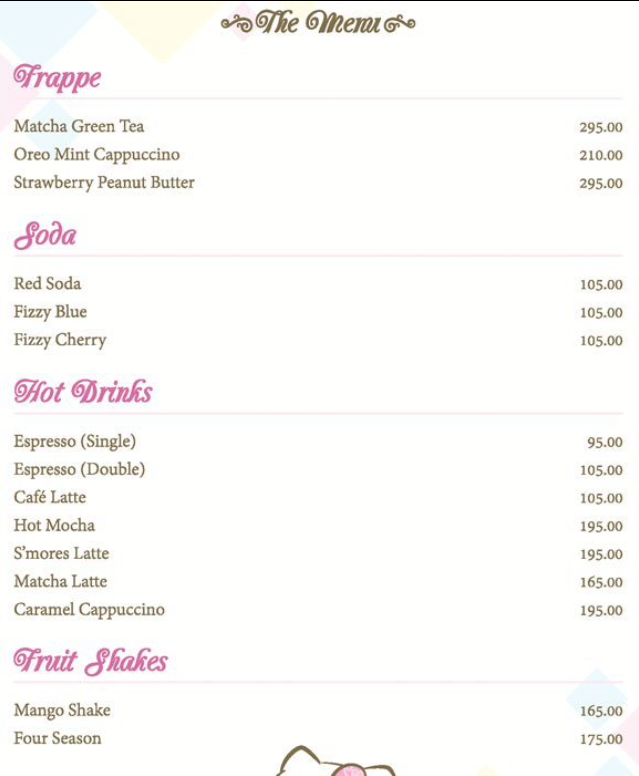 The Menu
Frappe
Matcha Green Tea 295.00
Oreo Mint Cappuccino 210.00
Strawberry Peanut Butter 295.00
Soda
Red Soda 105.00
Fizzy Blue 105.00
Fizzy Cherry 105.00
Hot Drinks
Espresso (Single) 95.00
Espresso (Double) 105.00
Café Latte 105.00
Hot Mocha 195.00
S'mores Latte 195.00
Matcha Latte 165.00
Caramel Cappuccino 195.00
Fruit Shakes
Mango Shake 165.00
Four Season 175.00